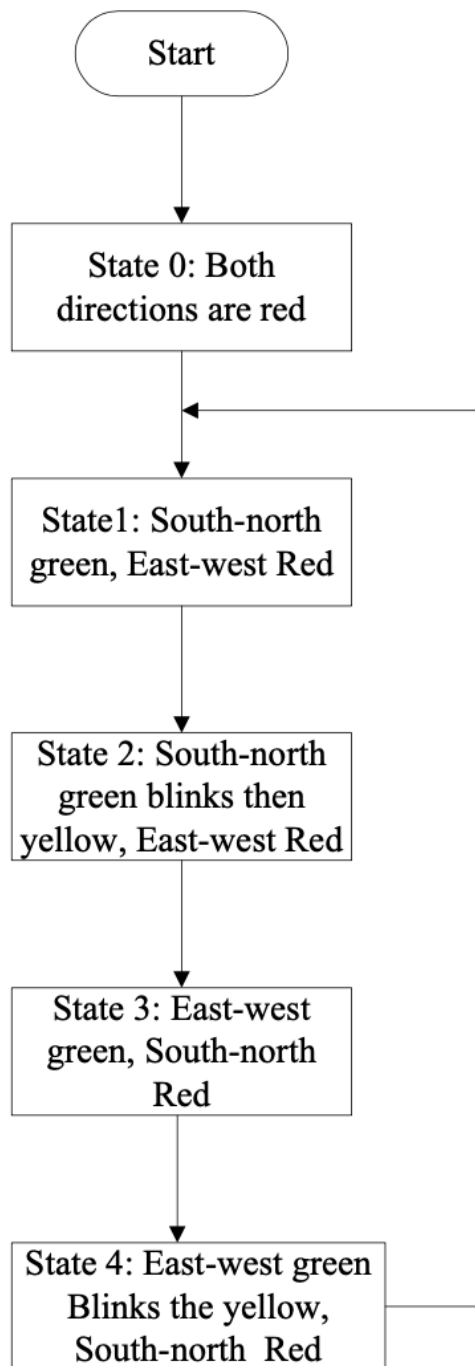 Start
State 0: Both
directions are red
State1: South-north
green, East-west Red
State 2: South-north
green blinks then
yellow, East-west Red
State 3: East-west
green, South-north
Red
State 4: East-west green
Blinks the yellow,
South-north Red